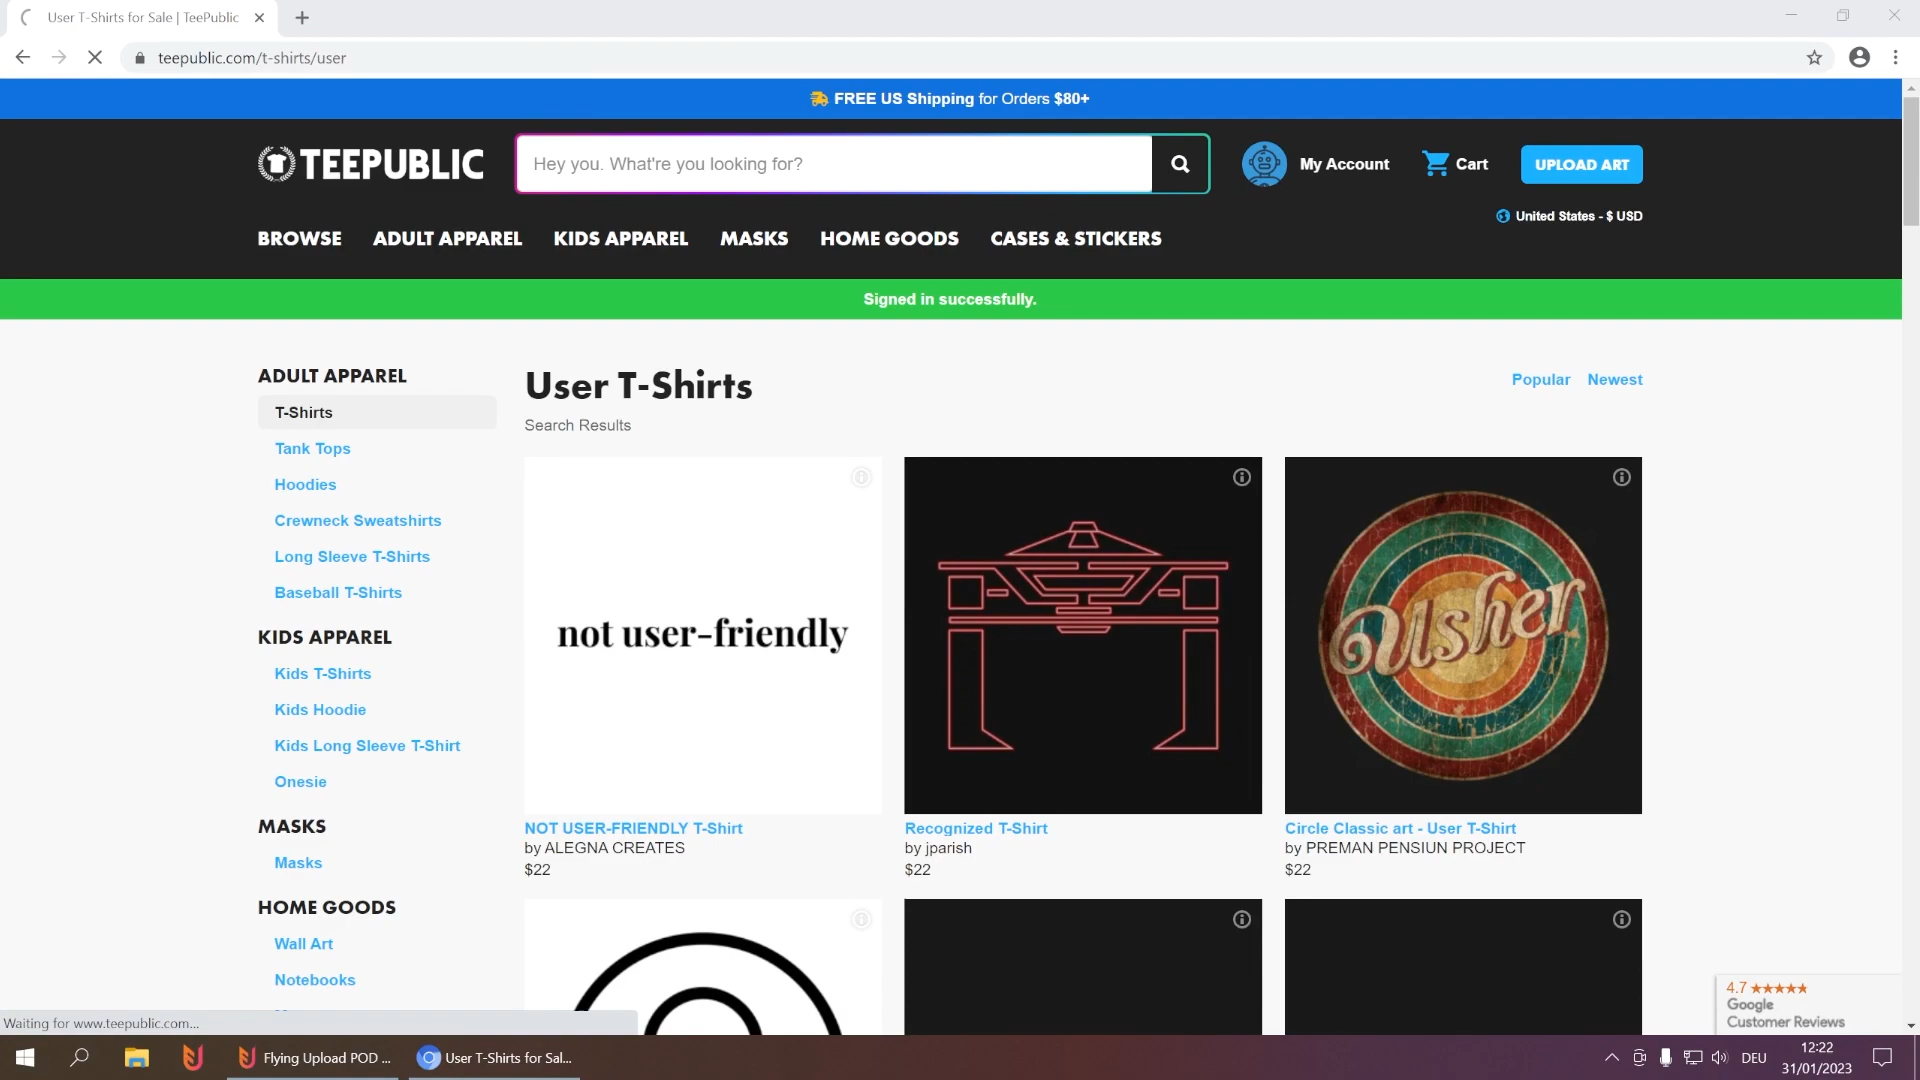 User T-Shirts for Sale | TeePublic
teepublic.com/t-shirts/user
FREE US Shipping for Orders $80+
TEEPUBLIC
Hey you. What're you looking for?
My Account
Cart
UPLOAD ART
United States - $ USD
BROWSE
ADULT APPAREL
KIDS APPAREL
MASKS
HOME GOODS
CASES & STICKERS
Signed in successfully.
ADULT APPAREL
T-Shirts
Tank Tops
Hoodies
Crewneck Sweatshirts
Long Sleeve T-Shirts
Baseball T-Shirts
KIDS APPAREL
Kids T-Shirts
Kids Hoodie
Kids Long Sleeve T-Shirt
Onesie
MASKS
Masks
HOME GOODS
Wall Art
Notebooks
User T-Shirts
Search Results
Popular
Newest
not user-friendly
Usher
NOT USER-FRIENDLY T-Shirt
by ALEGNA CREATES
$22
Recognized T-Shirt
by jparish
$22
Circle Classic art - User T-Shirt
by PREMAN PENSIUN PROJECT
$22
4.7
Google
Customer Reviews
Waiting for www.teepublic.com...
Flying Upload POD ...
User T-Shirts for Sal...
DEU
12:22
31/01/2023